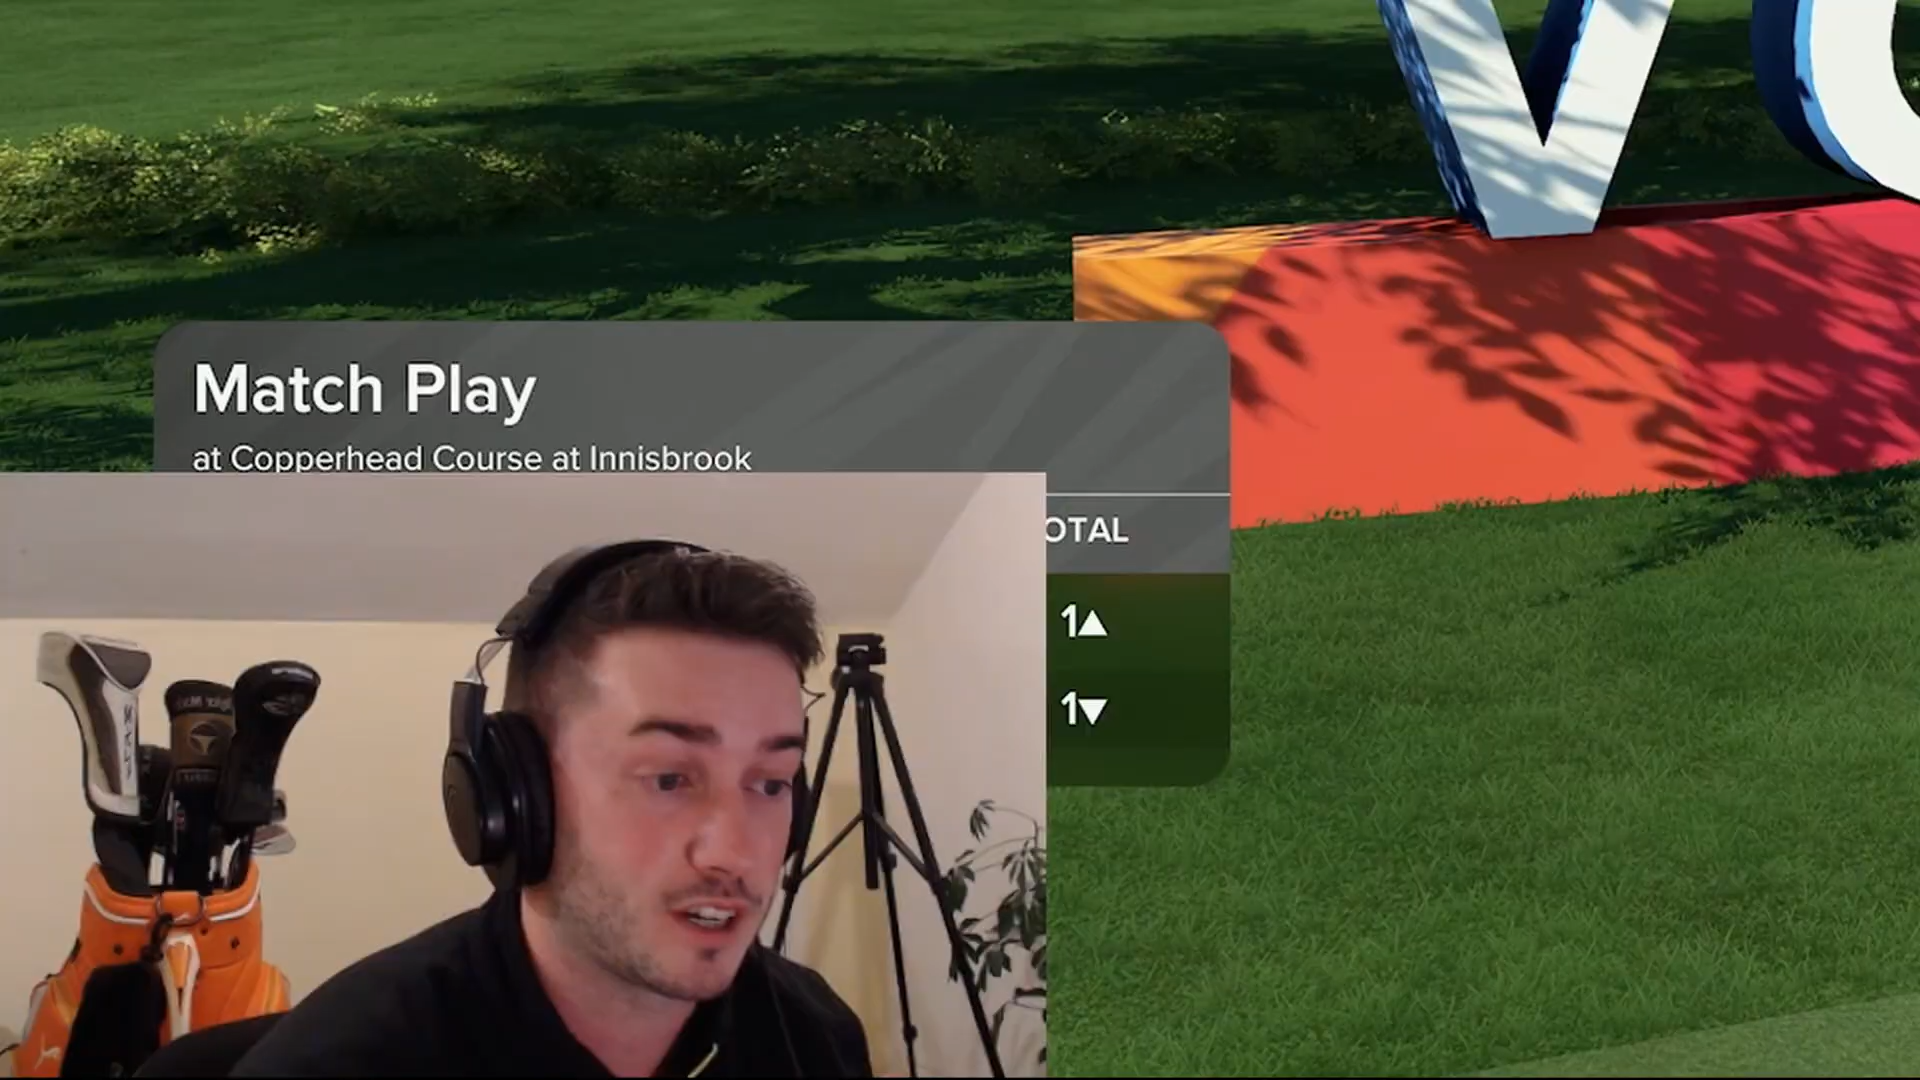 Match Play
at Copperhead Course at Innisbrook
OTAL
1▲
1▼